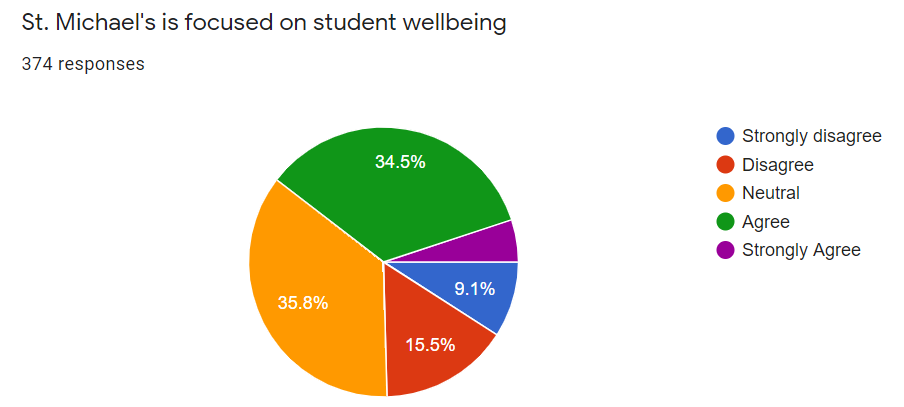 St. Michael's is focused on student wellbeing
374 responses
34.5%
35.8%
9.1%
15.5%
Strongly disagree
Disagree
Neutral
Agree
Strongly Agree